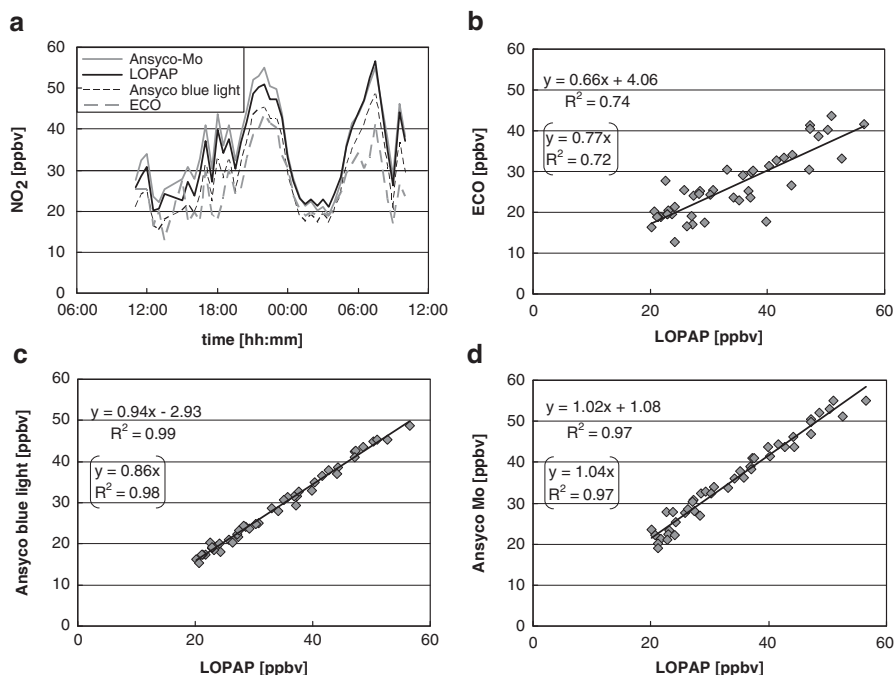 a
NO2 [ppbv]
60
50
40
30
20
10
0
Ansyco-Mo
LOPAP
Ansyco blue light
ECO
06:00 12:00 18:00 00:00 06:00 12:00
time [hh:mm]
b
ECO [ppbv]
60
50
40
30
20
10
0
y = 0.66x + 4.06
R² = 0.74
y = 0.77x
R² = 0.72
0 20 40 60
LOPAP [ppbv]
c
Ansyco blue light [ppbv]
60
50
40
30
20
10
0
y = 0.94x - 2.93
R² = 0.99
y = 0.86x
R² = 0.98
0 20 40 60
LOPAP [ppbv]
d
Ansyco Mo [ppbv]
60
50
40
30
20
10
0
y = 1.02x + 1.08
R² = 0.97
y = 1.04x
R² = 0.97
0 20 40 60
LOPAP [ppbv]